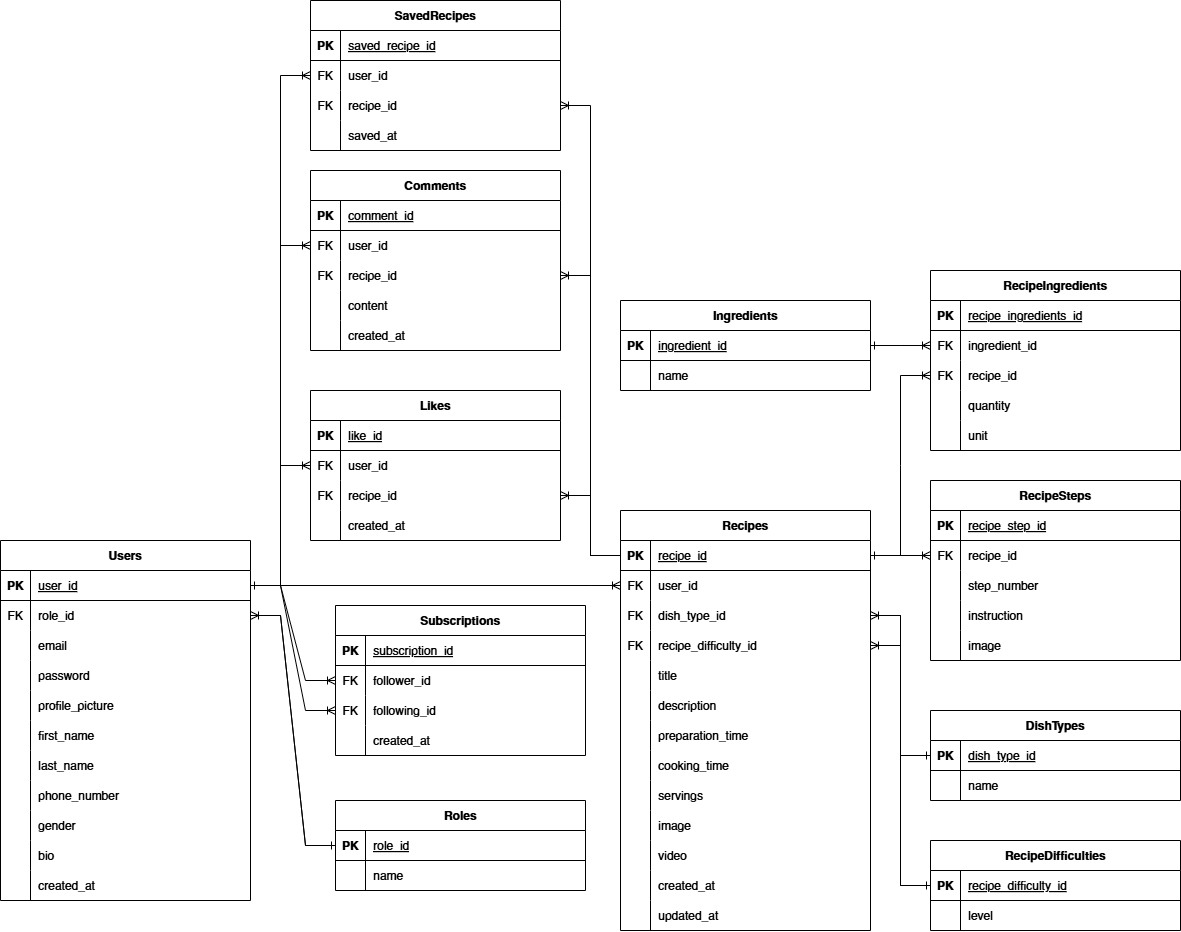 SavedRecipes
PK saved_recipe_id
FK user_id
FK recipe_id
saved_at
Comments
PK comment_id
FK user_id
FK recipe_id
content
created_at
Likes
PK like_id
FK user_id
FK recipe_id
created_at
Users
PK user_id
FK role_id
email
password
profile_picture
first_name
last_name
phone_number
gender
bio
created_at
Subscriptions
PK subscription_id
FK follower_id
FK following_id
created_at
Roles
PK role_id
name
Ingredients
PK ingredient_id
name
Recipes
PK recipe_id
FK user_id
FK dish_type_id
FK recipe_difficulty_id
title
description
preparation_time
cooking_time
servings
image
video
created_at
updated_at
RecipeIngredients
PK recipe_ingredients_id
FK ingredient_id
FK recipe_id
quantity
unit
RecipeSteps
PK recipe_step_id
FK recipe_id
step_number
instruction
image
DishTypes
PK dish_type_id
name
RecipeDifficulties
PK recipe_difficulty_id
level